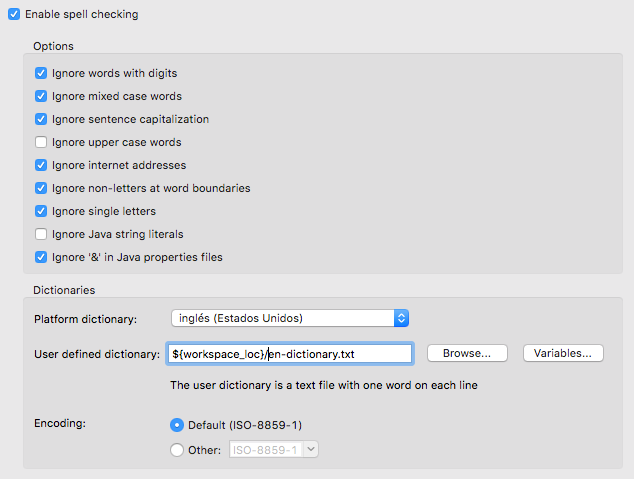 Enable spell checking
Options
Ignore words with digits
Ignore mixed case words
Ignore sentence capitalization
Ignore upper case words
Ignore internet addresses
Ignore non-letters at word boundaries
Ignore single letters
Ignore Java string literals
Ignore '&' in Java properties files
Dictionaries
Platform dictionary: inglés (Estados Unidos)
User defined dictionary: ${workspace_loc}/en-dictionary.txt Browse... Variables...
The user dictionary is a text file with one word on each line
Encoding: Default (ISO-8859-1)
Other: ISO-8859-1